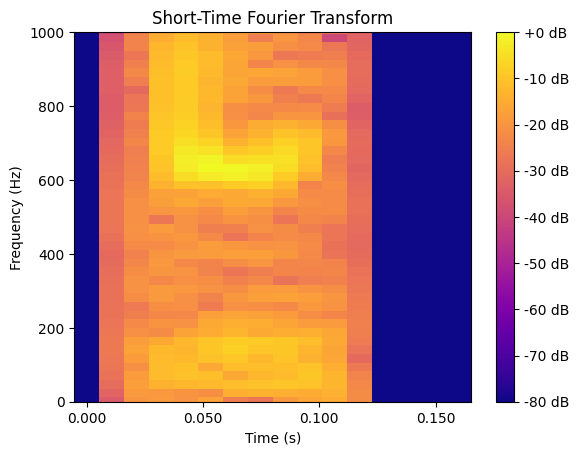 Short-Time Fourier Transform
1000
800
600
400
200
0
Frequency (Hz)
0.000
0.050
0.100
0.150
Time (s)
+0 dB
-10 dB
-20 dB
-30 dB
-40 dB
-50 dB
-60 dB
-70 dB
-80 dB